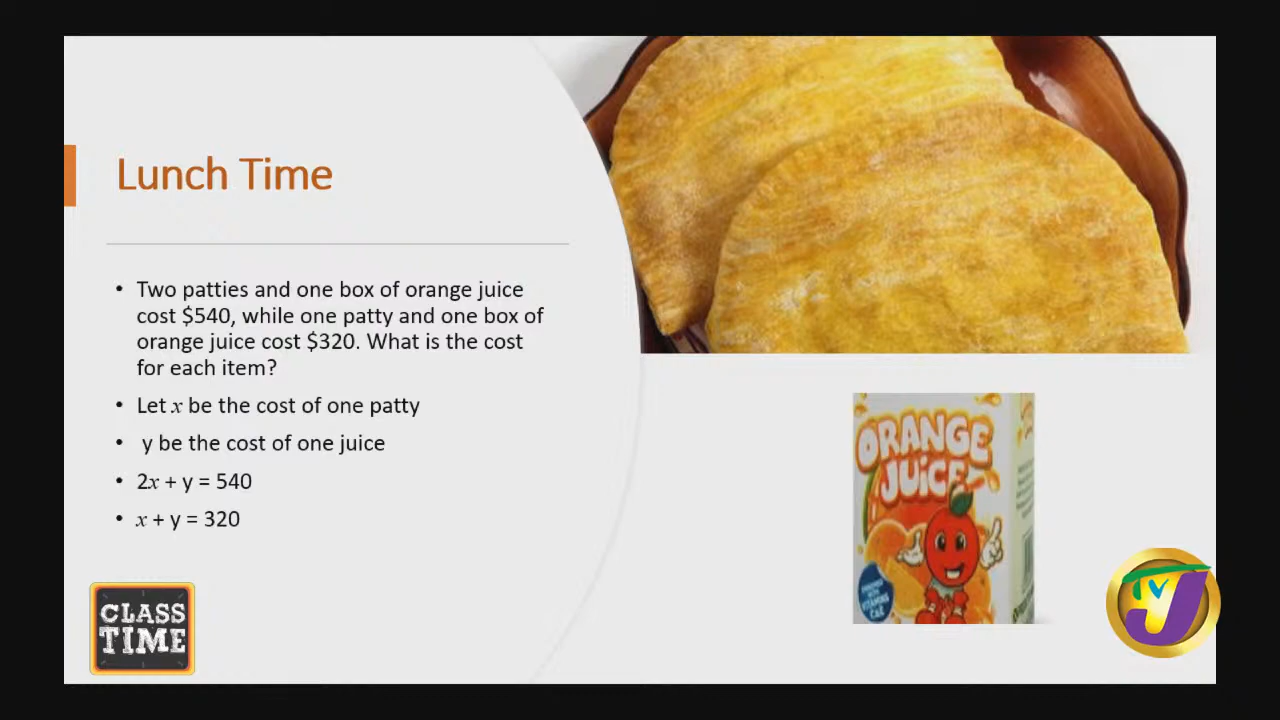 Lunch Time
• Two patties and one box of orange juice
cost $540, while one patty and one box of
orange juice cost $320. What is the cost
for each item?
• Let x be the cost of one patty
• y be the cost of one juice
• 2x + y = 540
• x + y = 320
ORANGE
JUICE
CLASS
TIME
TVJ